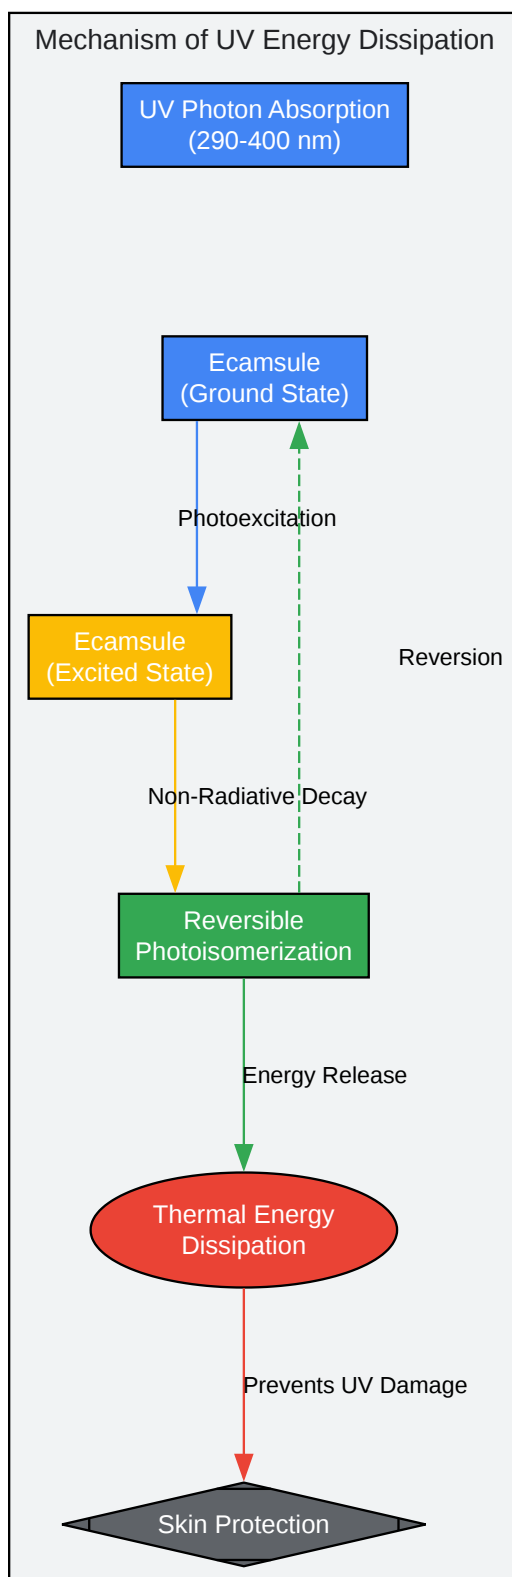 Mechanism of UV Energy Dissipation
UV Photon Absorption
(290-400 nm)
Ecamsule
(Ground State)
Photoexcitation
Ecamsule
(Excited State)
Reversion
Non-Radiative Decay
Reversible
Photoisomerization
Energy Release
Thermal Energy
Dissipation
Prevents UV Damage
Skin Protection